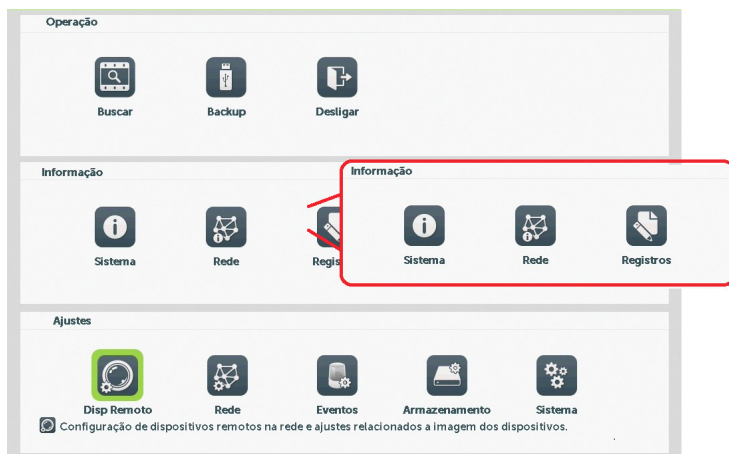 Operação
Buscar Backup Desligar
Informação
Sistema Rede Regis
Informação
Sistema Rede Registros
Ajustes
Disp Remoto Rede Eventos Armazenamento Sistema
Configuração de dispositivos remotos na rede e ajustes relacionados a imagem dos dispositivos.